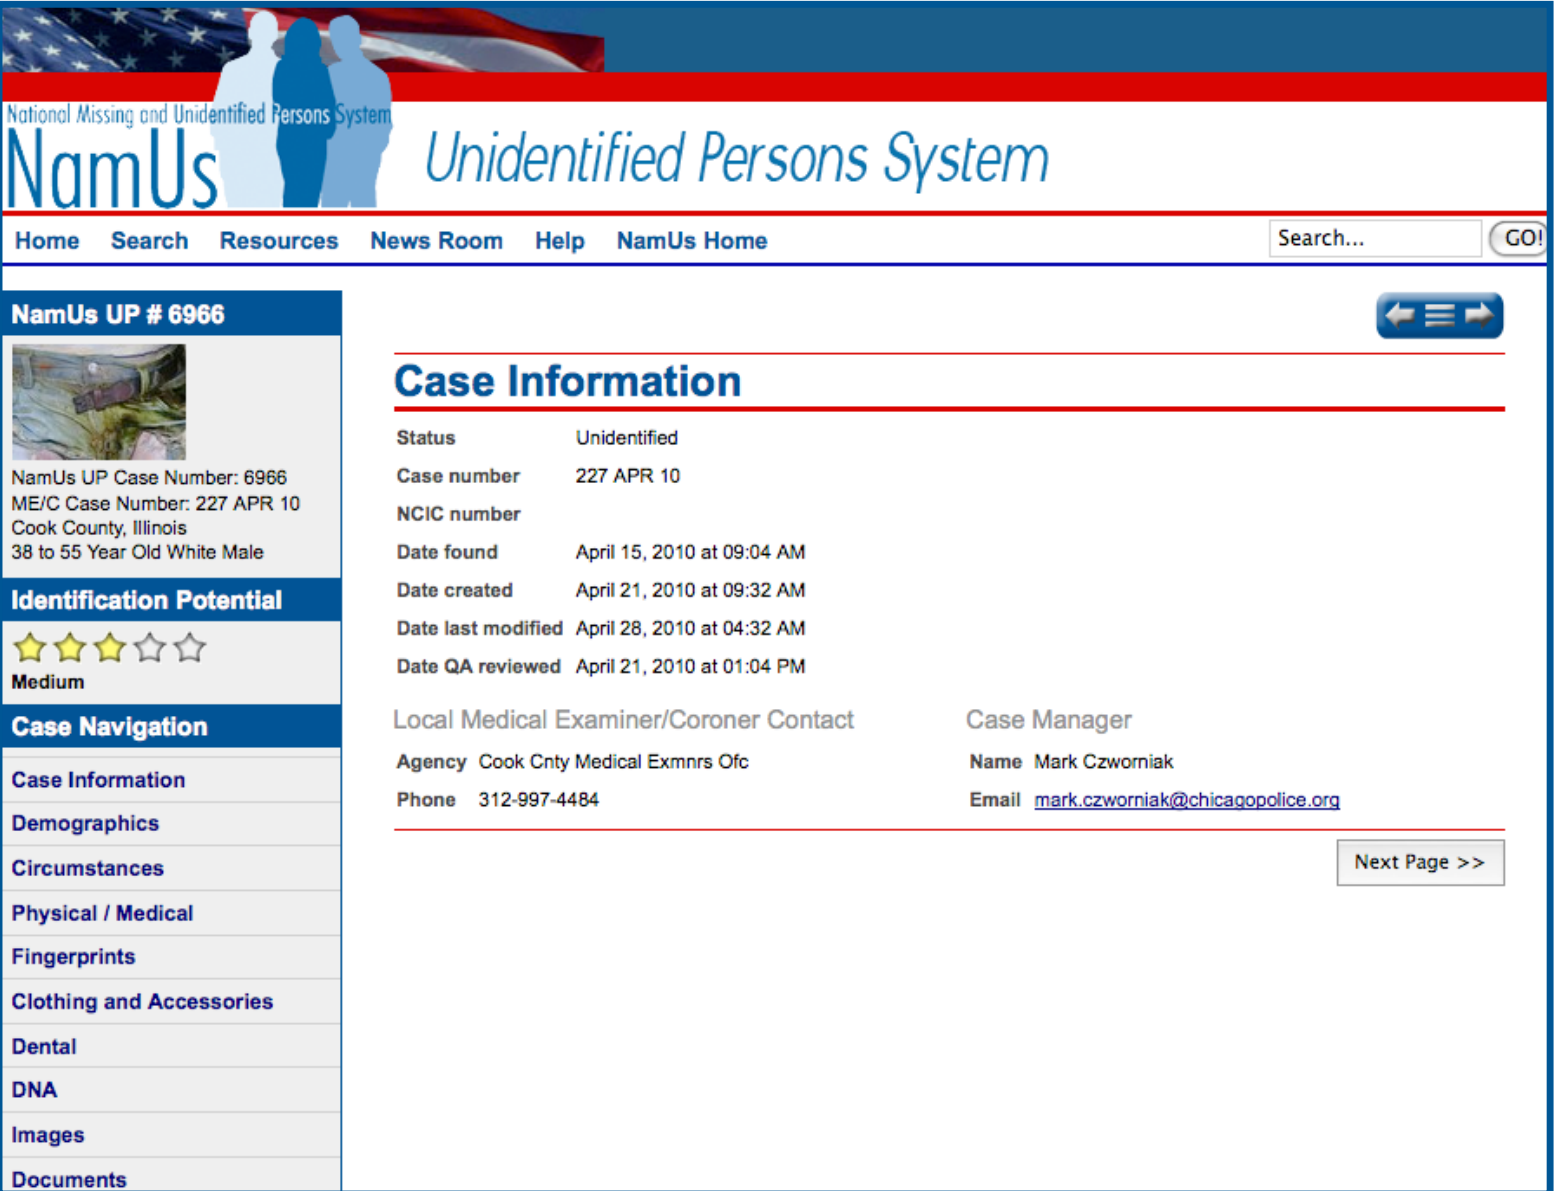 National Missing and Unidentified Persons System
NamUs
Unidentified Persons System
Home Search Resources News Room Help NamUs Home
Search... GO!
NamUs UP # 6966
NamUs UP Case Number: 6966
ME/C Case Number: 227 APR 10
Cook County, Illinois
38 to 55 Year Old White Male
Identification Potential
Medium
Case Navigation
Case Information
Demographics
Circumstances
Physical / Medical
Fingerprints
Clothing and Accessories
Dental
DNA
Images
Documents
Case Information
Status Unidentified
Case number 227 APR 10
NCIC number
Date found April 15, 2010 at 09:04 AM
Date created April 21, 2010 at 09:32 AM
Date last modified April 28, 2010 at 04:32 AM
Date QA reviewed April 21, 2010 at 01:04 PM
Local Medical Examiner/Coroner Contact
Agency Cook Cnty Medical Exmnrs Ofc
Phone 312-997-4484
Case Manager
Name Mark Czworniak
Email mark.czworniak@chicagopolice.org
Next Page >>